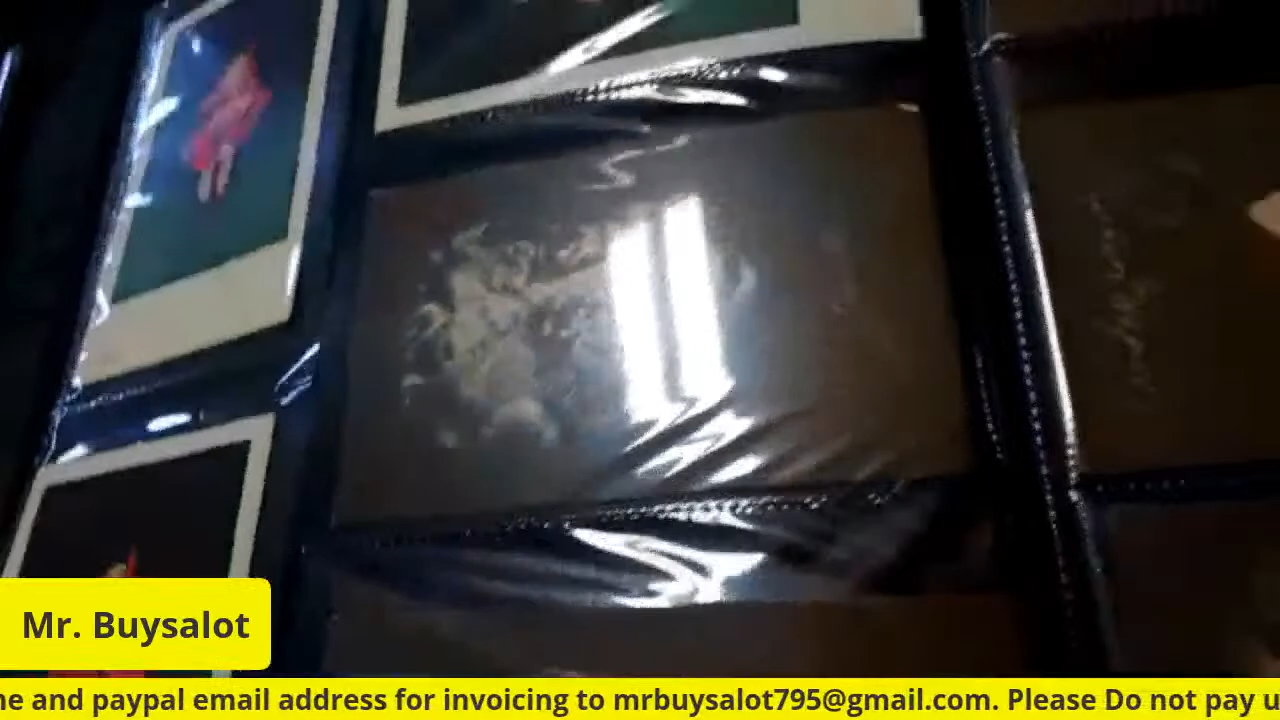 Mr. Buysalot
ne and paypal email address for invoicing to mrbuysalot795@gmail.com. Please Do not pay u